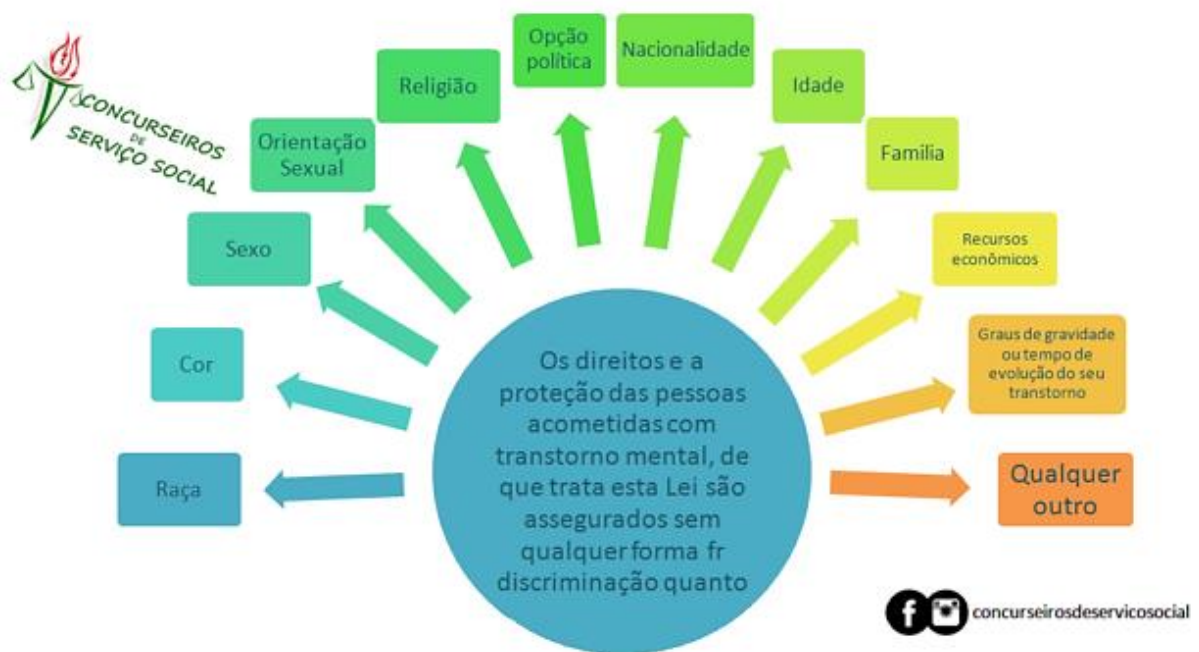 CONCURSEIROS
DE
SERVIÇO SOCIAL
Raça
Cor
Sexo
Orientação
Sexual
Religião
Opção
política
Nacionalidade
Idade
Familia
Recursos
econômicos
Graus de gravidade
ou tempo de
evolução do seu
transtorno
Qualquer
outro
Os direitos e a
proteção das pessoas
acometidas com
transtorno mental, de
que trata esta Lei são
assegurados sem
qualquer forma fr
discriminação quanto
concurseirosdeservicosocial